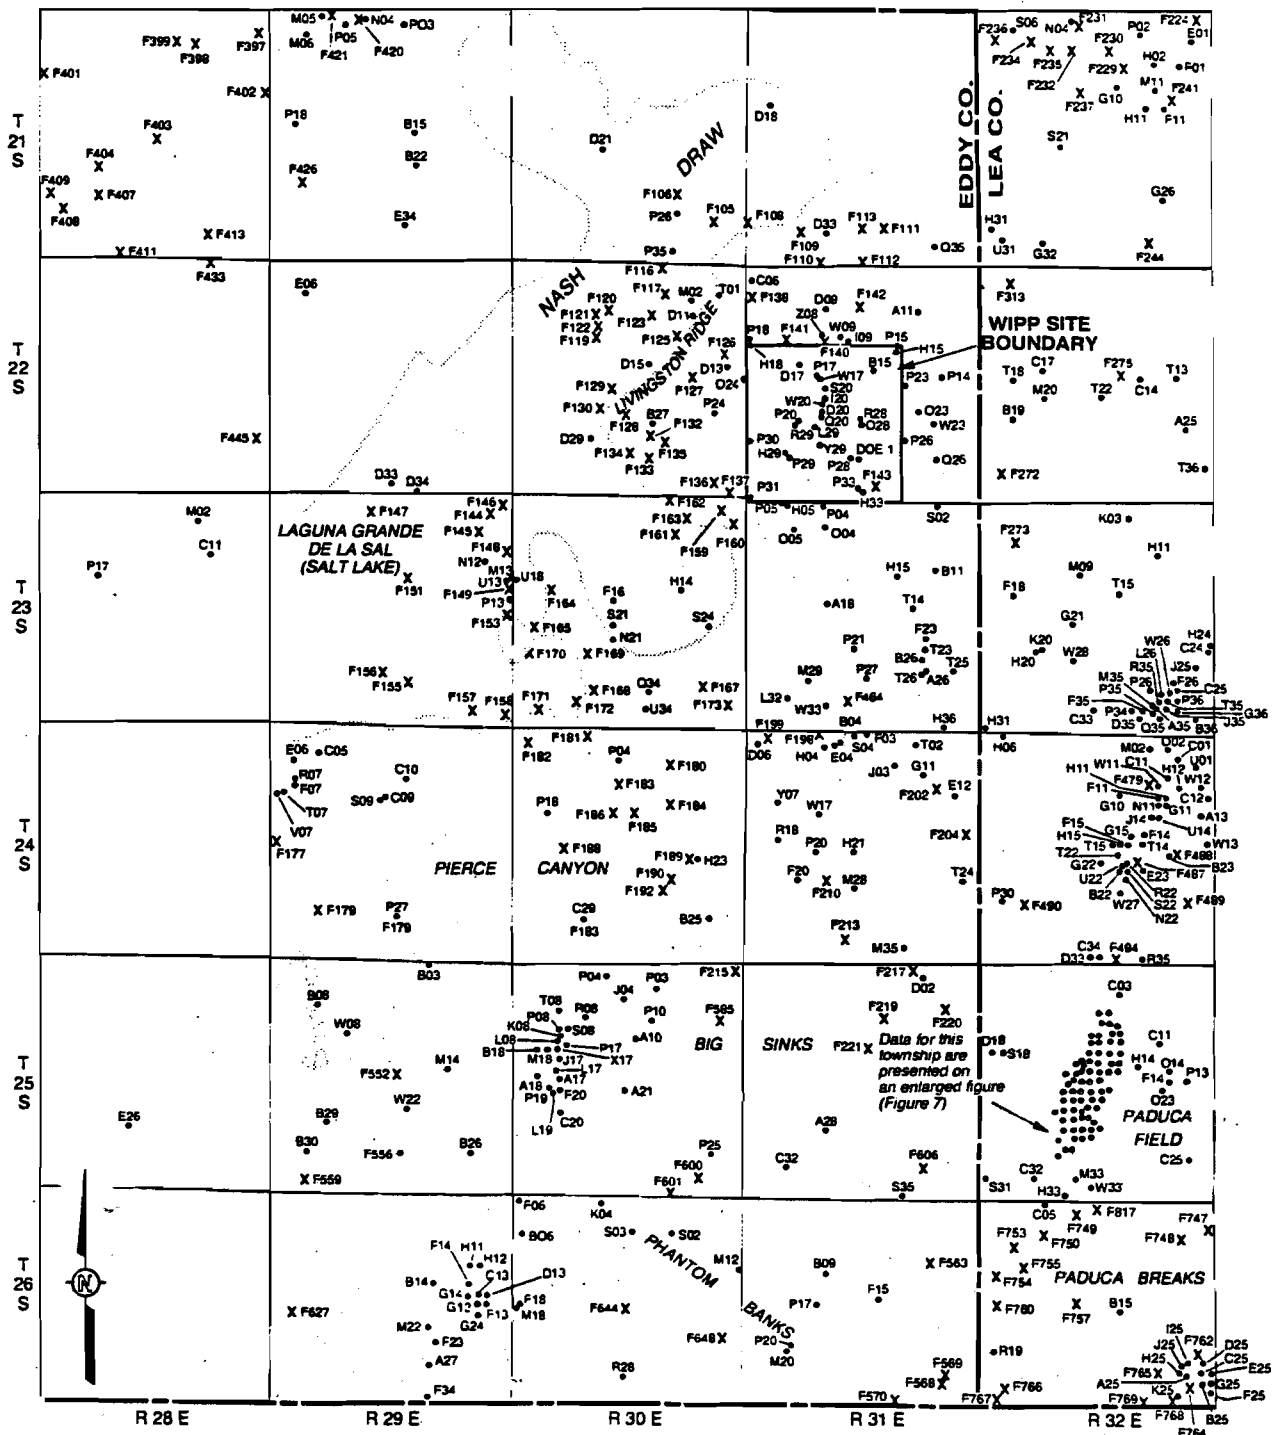 M05
N04
PO3
P05
F421
F420
M06
F399
F398
F397
F401
F402
F403
F404
F407
F409
F408
F411
F413
F433
P18
B15
B22
F426
E34
D21
D18
DRAW
F106
P26
F105
F108
P35
D33
F109
F113
F111
F110
F112
Q35
EDDY CO.
LEA CO.
F236
S06
N04
F231
P02
F224
E01
F234
F235
F232
F230
F229
H02
P01
F237
G10
M11
F241
H11
F11
S21
G26
H31
U31
G32
F244
T
21
S
E06
NASH
F116
F117
M02
T01
F120
F121
F122
F119
F123
D11
F125
F126
LIVINGSTON RIDGE
D15
D13
O24
F127
F129
F130
F128
B27
F132
P24
D29
F134
F133
F135
F136
F137
F445
D33
D34
C06
F138
D09
F142
A11
Z08
W09
I09
P15
P18
F141
F140
H15
H18
D17
P17
W17
B15
P23
P14
S20
W20
I20
D20
Q20
P20
R29
L29
R28
O28
O23
W23
P30
H29
P29
Y29
P28
DOE 1
P26
Q26
P33
F143
H33
P31
WIPP SITE
BOUNDARY
F313
C17
T18
M20
F275
C14
T13
T22
B19
A25
F272
T36
T
22
S
M02
C11
P17
F147
LAGUNA GRANDE
DE LA SAL
(SALT LAKE)
F146
F144
F145
F148
N12
M13
U13
U18
F149
P13
F151
F153
F164
F165
F170
F169
F16
S21
N21
H14
S24
F162
F163
F161
F159
F160
F156
F155
F157
F158
F171
F172
F168
O34
U34
F167
F173
P05
H05
P04
O05
O04
S02
H15
B11
A18
T14
P21
F23
T23
B26
T26
A26
T25
M29
P27
L32
W33
F464
H36
H31
K03
F273
H11
M09
F18
T15
G21
K20
H20
W28
W26
L26
R35
P26
M35
P35
F35
C33
P34
D35
Q35
A35
H24
C24
J25
F26
C25
P36
T35
G36
J35
B36
T
23
S
E06
C05
R07
F07
T07
V07
C10
S09
C09
F177
F179
P27
F179
PIERCE
CANYON
F181
F182
P04
F180
F183
P18
F184
F186
F185
F188
F189
H23
F190
F192
C29
F183
B25
F199
F198
B04
F03
D06
H04
E04
S04
T02
J03
G11
F202
E12
Y07
W17
R18
P20
H21
F204
F20
F210
M28
T24
F213
M35
H06
M02
D02
C01
C11
U01
W11
H12
W12
H11
F479
F11
C12
G10
N11
G11
A13
J14
U14
F15
G15
F14
H15
T15
T14
W13
T22
F488
G22
B23
F487
U22
E23
B22
R22
S22
W27
N22
P30
F490
F489
C34
F494
D33
R35
T
24
S
B03
B08
W08
F552
M14
W22
B29
B30
F556
B26
F559
E26
P04
J04
P03
F215
T08
R08
P10
P08
S08
K08
L08
P17
A10
B18
M18
J17
X17
L17
A18
A17
F20
A21
P19
L19
C20
F585
P25
F600
F601
BIG
SINKS
F217
D02
F219
F220
F221
Data for this
township are
presented on
an enlarged figure
(Figure 7)
A28
C32
F606
S35
D18
S18
C03
C11
H14
O14
P13
F14
O23
PADUCA
FIELD
C25
S31
C32
M33
H33
W33
T
25
S
F06
K04
BO6
S03
S02
PHANTOM
BANKS
M12
F14
H11
H12
C13
D13
B14
G14
G13
F13
G24
F18
M18
F627
M22
F23
A27
F34
F644
F648
R28
B09
F15
P17
P20
M20
F563
F569
F568
F570
C05
F817
F749
F747
F748
F753
F750
F755
F754
PADUCA BREAKS
F760
F757
B15
R19
I25
J25
F762
D25
C25
H25
E25
F765
A25
G25
K25
F25
B25
F766
F767
F769
F768
F764
T
26
S
N
R 28 E
R 29 E
R 30 E
R 31 E
R 32 E